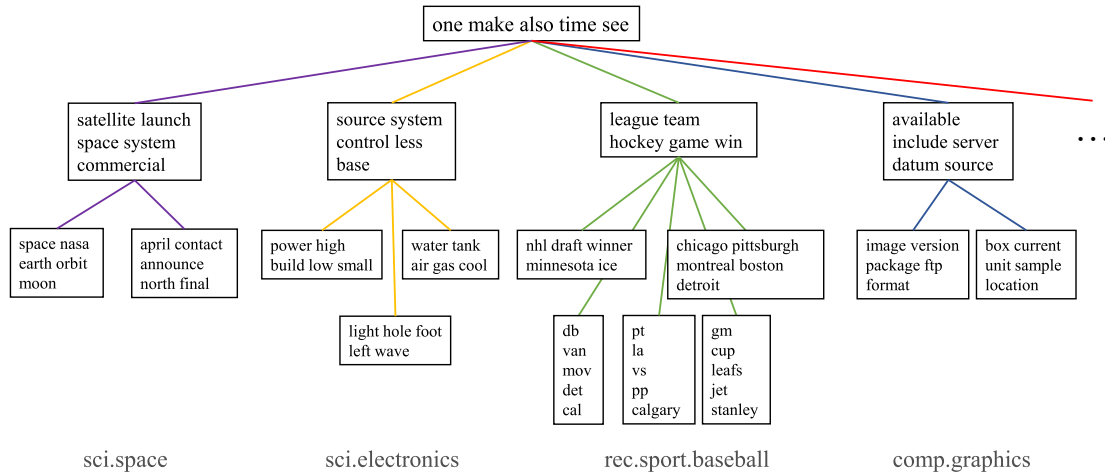 one make also time see
satellite launch
space system
commercial
source system
control less
base
league team
hockey game win
available
include server
datum source
...
space nasa
earth orbit
moon
april contact
announce
north final
power high
build low small
water tank
air gas cool
nhl draft winner
minnesota ice
chicago pittsburgh
montreal boston
detroit
image version
package ftp
format
box current
unit sample
location
light hole foot
left wave
db
van
mov
det
cal
pt
la
vs
pp
calgary
gm
cup
leafs
jet
stanley
sci.space
sci.electronics
rec.sport.baseball
comp.graphics